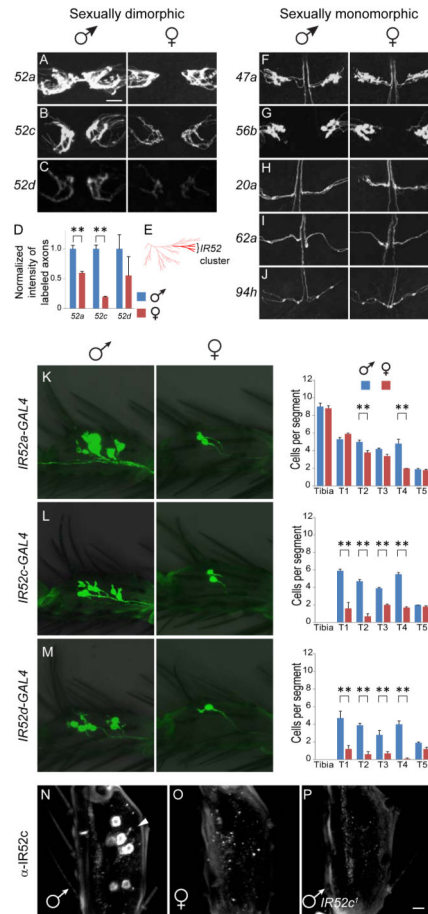 Sexually dimorphic
Sexually monomorphic
A
52a
B
52c
C
52d
F
47a
G
56b
H
20a
I
62a
J
94h
D
Normalized
intensity of
labeled axons
1.0
0.5
0
** **
52a 52c 52d
E
IR52
cluster
K
IR52a-GAL4
Cells per segment
12
10
8
6
4
2
0
** **
Tibia T1 T2 T3 T4 T5
L
IR52c-GAL4
Cells per segment
12
10
8
6
4
2
0
** ** ** **
Tibia T1 T2 T3 T4 T5
M
IR52d-GAL4
Cells per segment
12
10
8
6
4
2
0
** ** ** **
Tibia T1 T2 T3 T4 T5
α-IR52c
N
O
P
IR52c¹